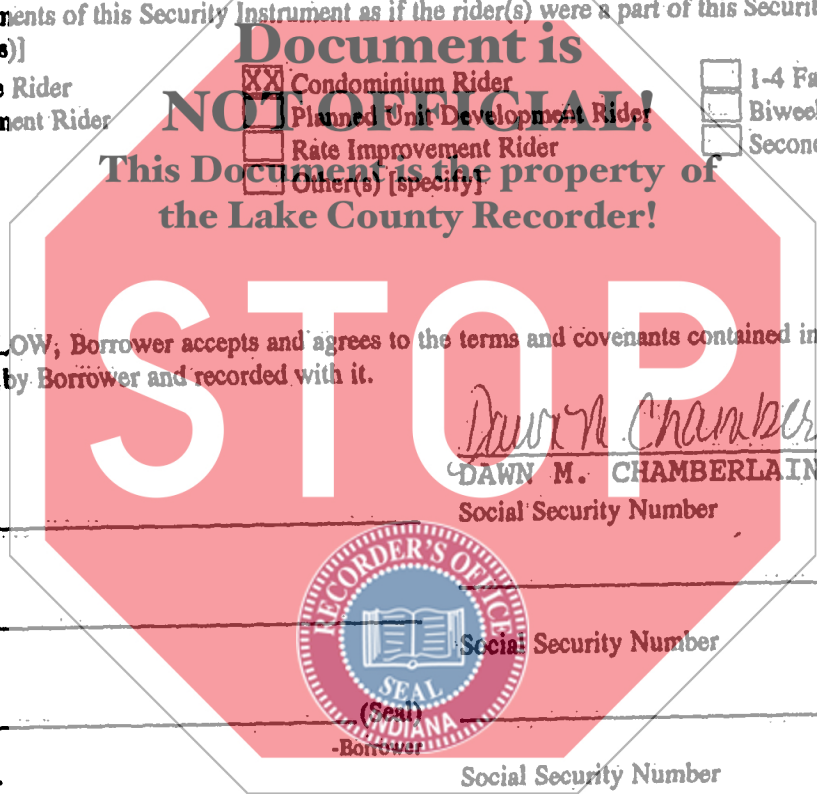 ments of this Security Instrument as if the rider(s) were a part of this Securit
s)]
Document is
e Rider XX Condominium Rider 1-4 Fa
NOT OFFICIAL!
ment Rider Planned Unit Development Rider Biweek
Rate Improvement Rider Second
This Document is the property of
Other(s) [specify]
the Lake County Recorder!
STOP
LOW, Borrower accepts and agrees to the terms and covenants contained in
by Borrower and recorded with it.
Dawn M Chamber
DAWN M. CHAMBERLAIN
Social Security Number
RECORDER'S OFFICE
Social Security Number
SEAL
(Seal)
INDIANA
-Borrower
Social Security Number